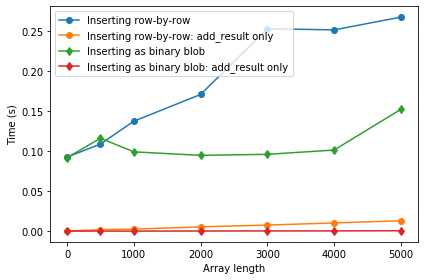 Inserting row-by-row
Inserting row-by-row: add_result only
Inserting as binary blob
Inserting as binary blob: add_result only
Time (s)
0.25
0.20
0.15
0.10
0.05
0.00
0 1000 2000 3000 4000 5000
Array length